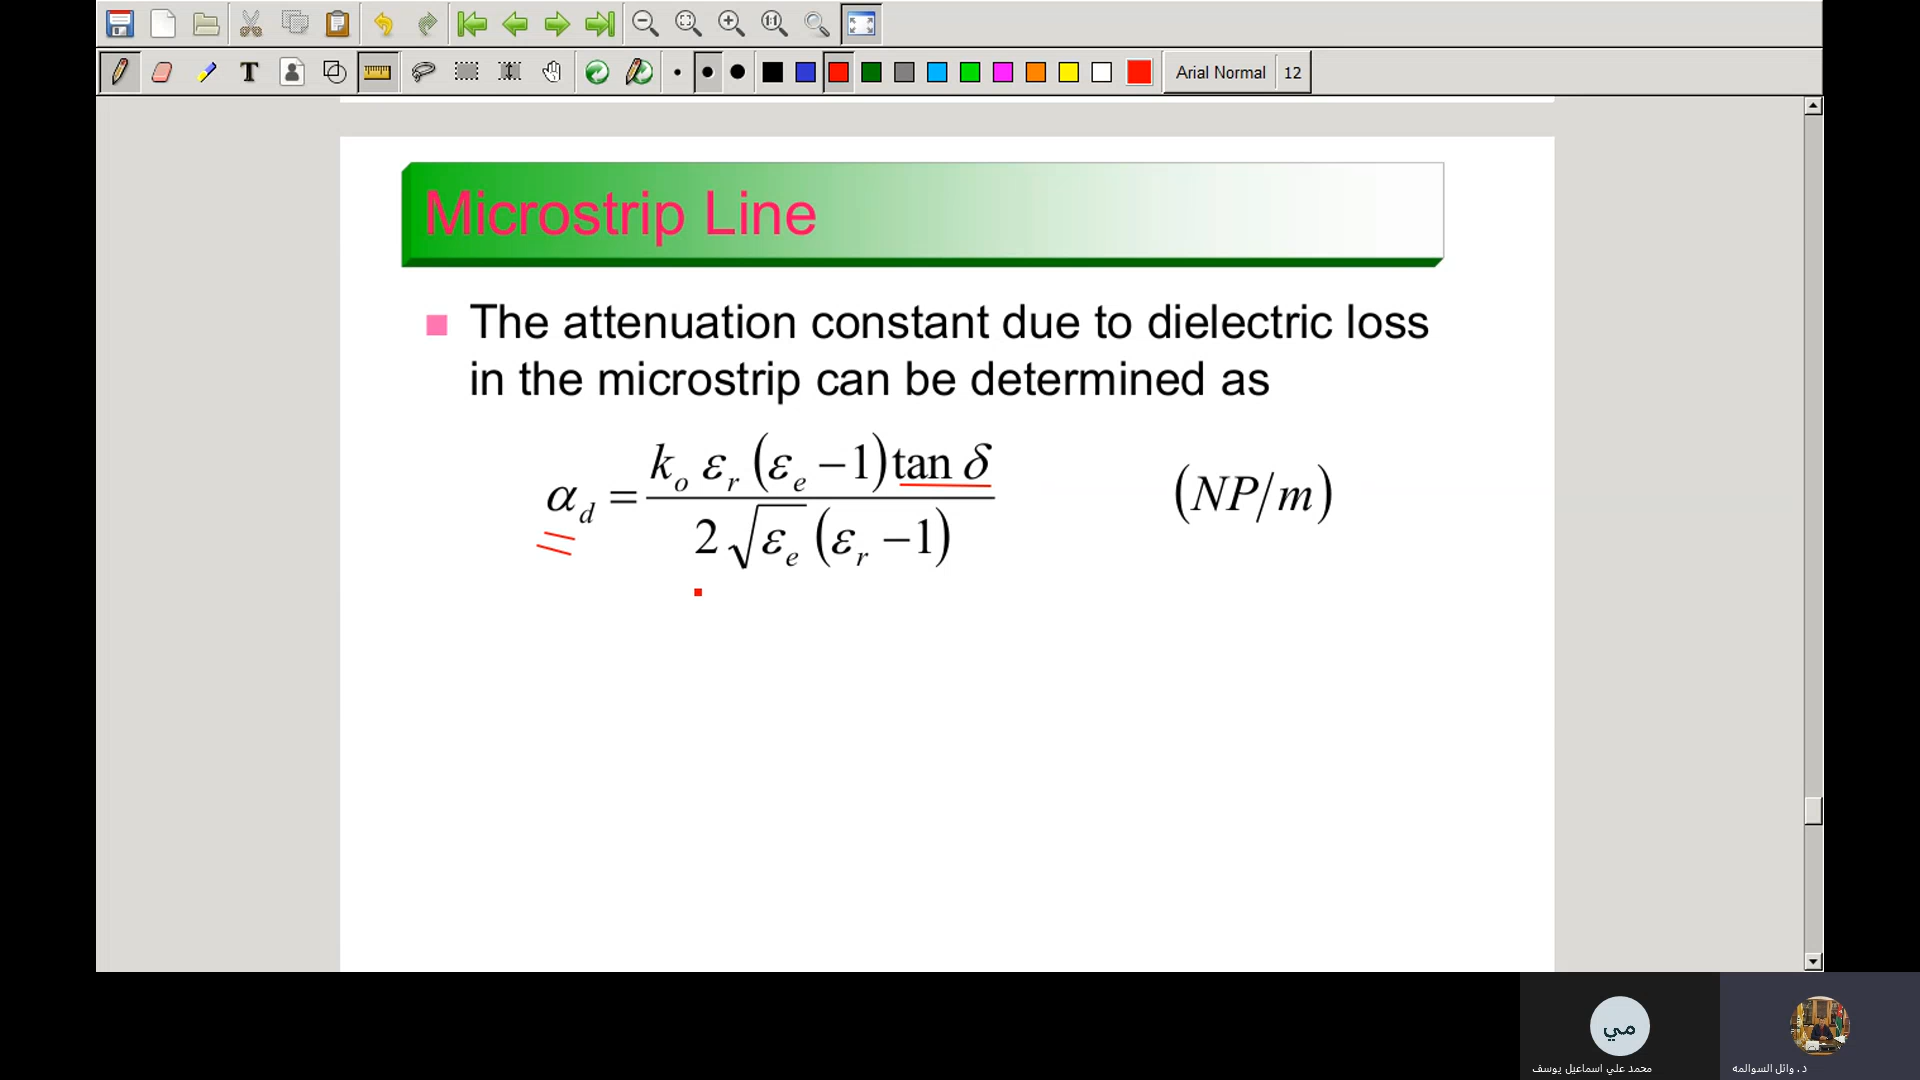 T
Arial Normal 12
Microstrip Line
The attenuation constant due to dielectric loss
in the microstrip can be determined as
α_d = k_o ε_r (ε_e −1) tan δ / 2 √ε_e (ε_r −1) (NP/m)
مي
محمد علي اسماعيل يوسف
د. وائل السوالمه